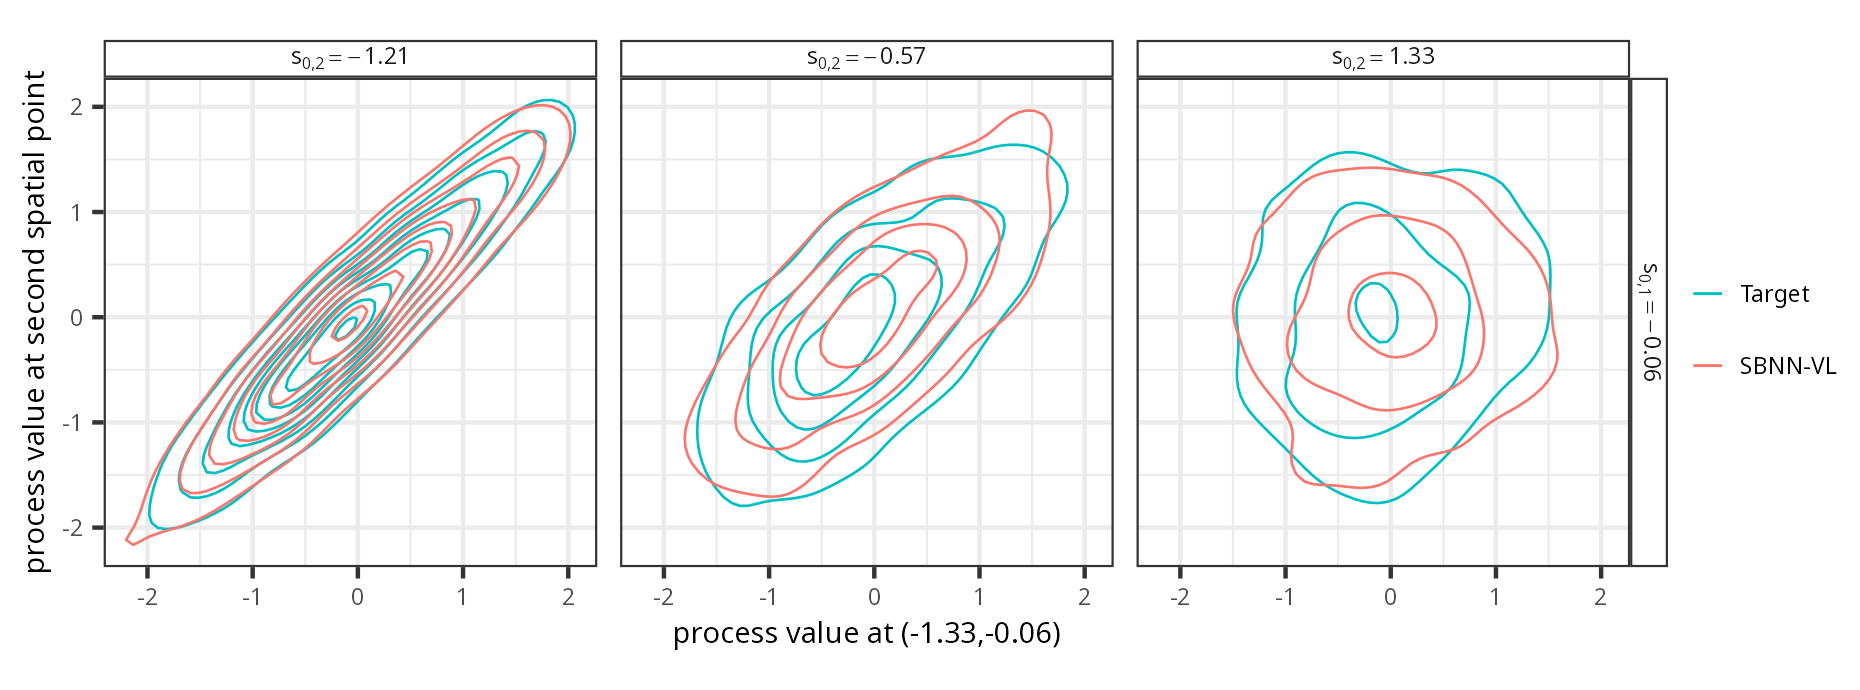 s0,2 = −1.21
s0,2 = −0.57
s0,2 = 1.33
process value at second spatial point
2
1
0
-1
-2
s0,1 = −0.06
Target
SBNN-VL
-2 -1 0 1 2
-2 -1 0 1 2
-2 -1 0 1 2
process value at (-1.33,-0.06)